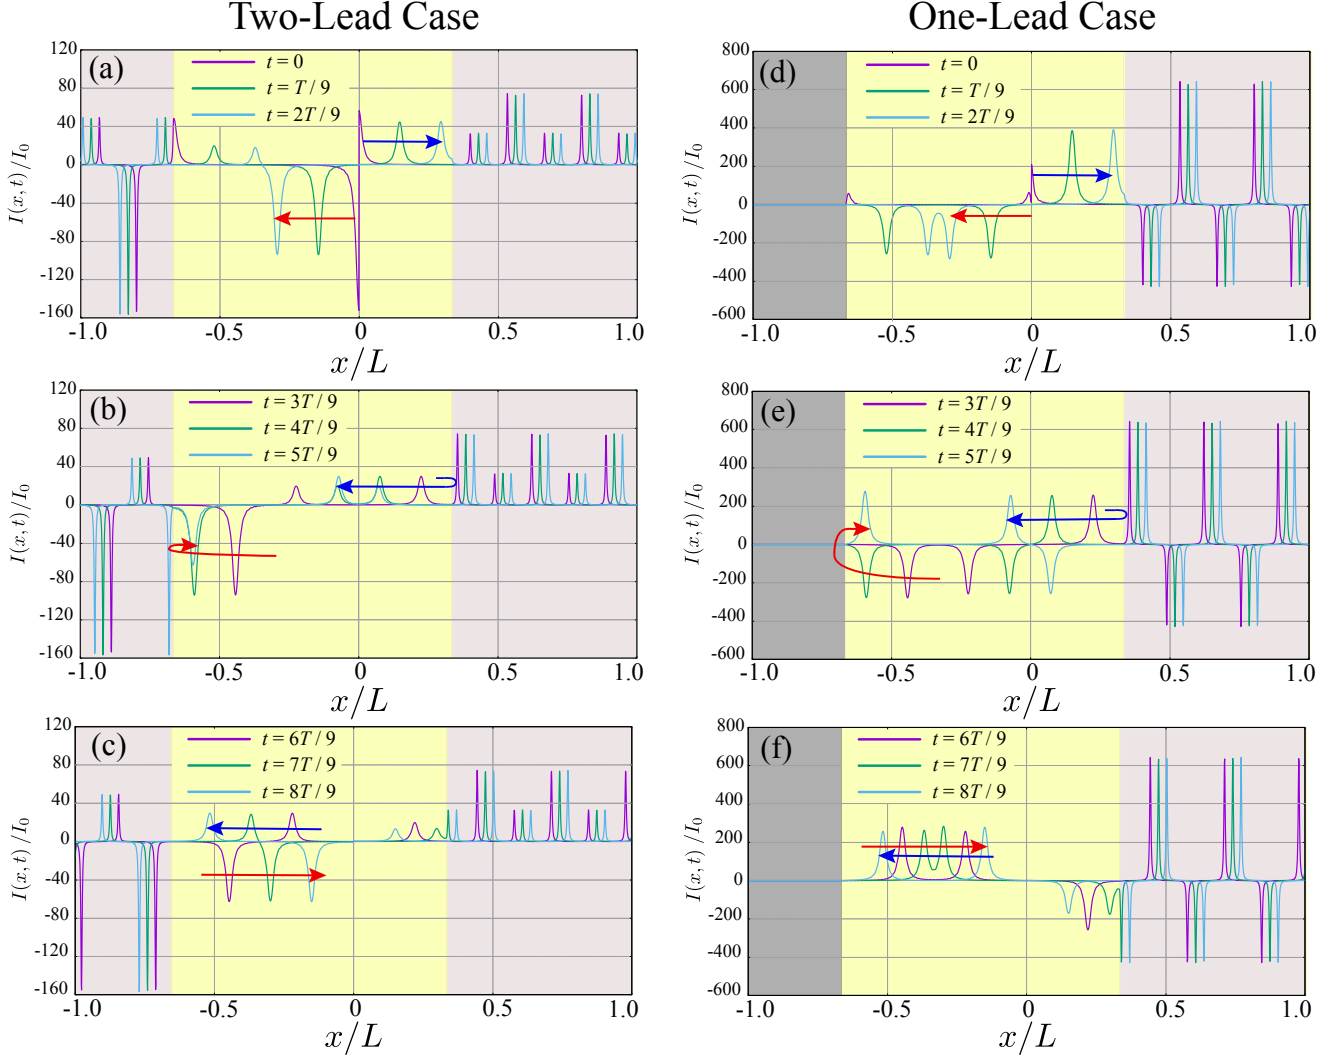 Two-Lead Case
One-Lead Case
(a)
t = 0
t = T / 9
t = 2T / 9
120
80
40
0
-40
-80
-120
-160
I(x,t)/I0
-1.0
-0.5
0
0.5
1.0
x/L
(d)
t = 0
t = T / 9
t = 2T / 9
800
600
400
200
0
-200
-400
-600
I(x,t)/I0
-1.0
-0.5
0
0.5
1.0
x/L
(b)
t = 3T / 9
t = 4T / 9
t = 5T / 9
120
80
40
0
-40
-80
-120
-160
I(x,t)/I0
-1.0
-0.5
0
0.5
1.0
x/L
(e)
t = 3T / 9
t = 4T / 9
t = 5T / 9
800
600
400
200
0
-200
-400
-600
I(x,t)/I0
-1.0
-0.5
0
0.5
1.0
x/L
(c)
t = 6T / 9
t = 7T / 9
t = 8T / 9
120
80
40
0
-40
-80
-120
-160
I(x,t)/I0
-1.0
-0.5
0
0.5
1.0
x/L
(f)
t = 6T / 9
t = 7T / 9
t = 8T / 9
800
600
400
200
0
-200
-400
-600
I(x,t)/I0
-1.0
-0.5
0
0.5
1.0
x/L